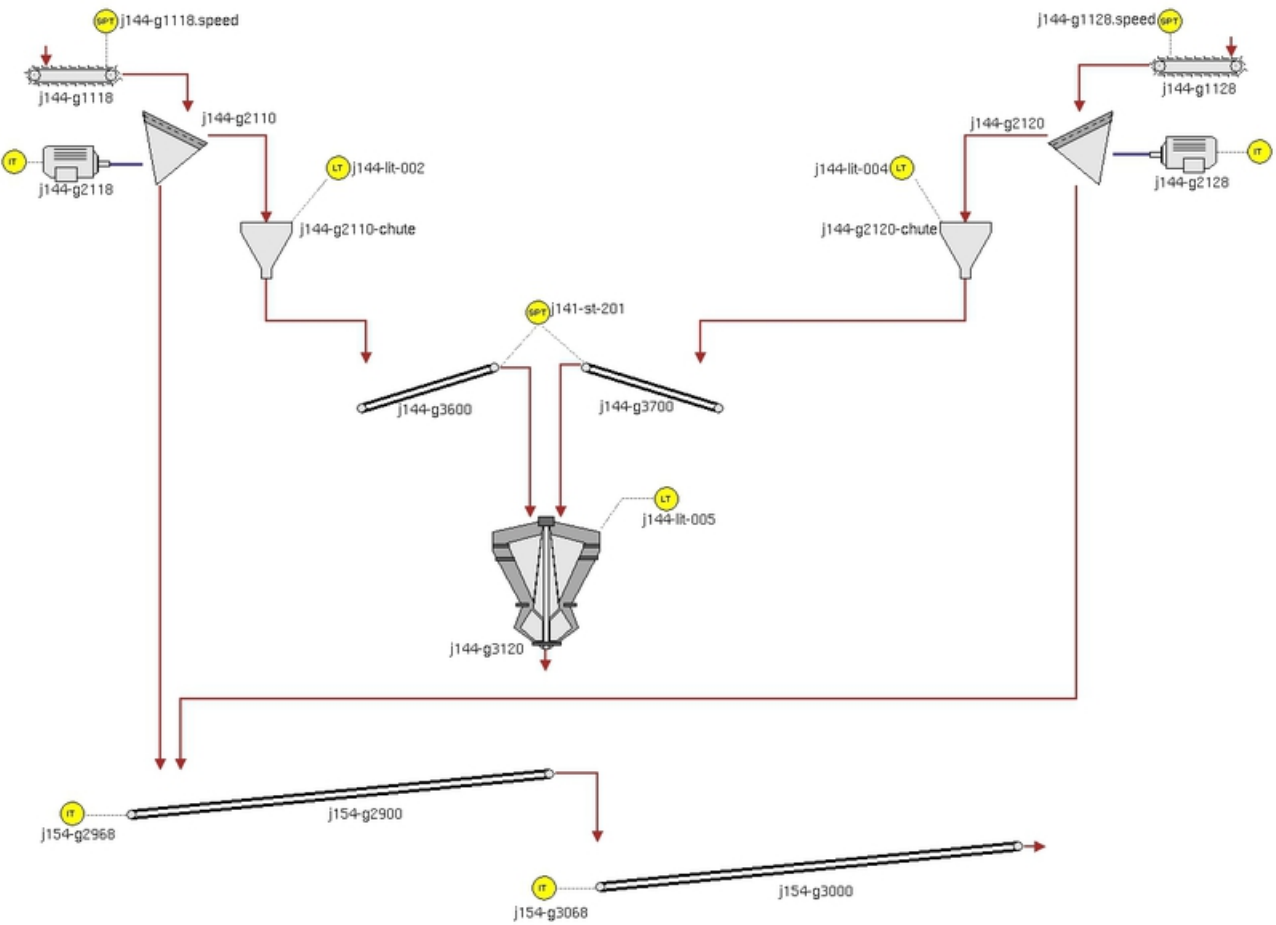 SPT j144-g1118.speed
j144-g1128.speed SPT
j144-g1118
j144-g1128
j144-g2110
j144-g2120
IT
IT
j144-g2118
j144-g2128
LT j144-lit-002
j144-lit-004 LT
j144-g2110-chute
j144-g2120-chute
SPT j141-st-201
j144-g3600
j144-g3700
LT
j144-lit-005
j144-g3120
IT
j154-g2968
j154-g2900
IT
j154-g3068
j154-g3000